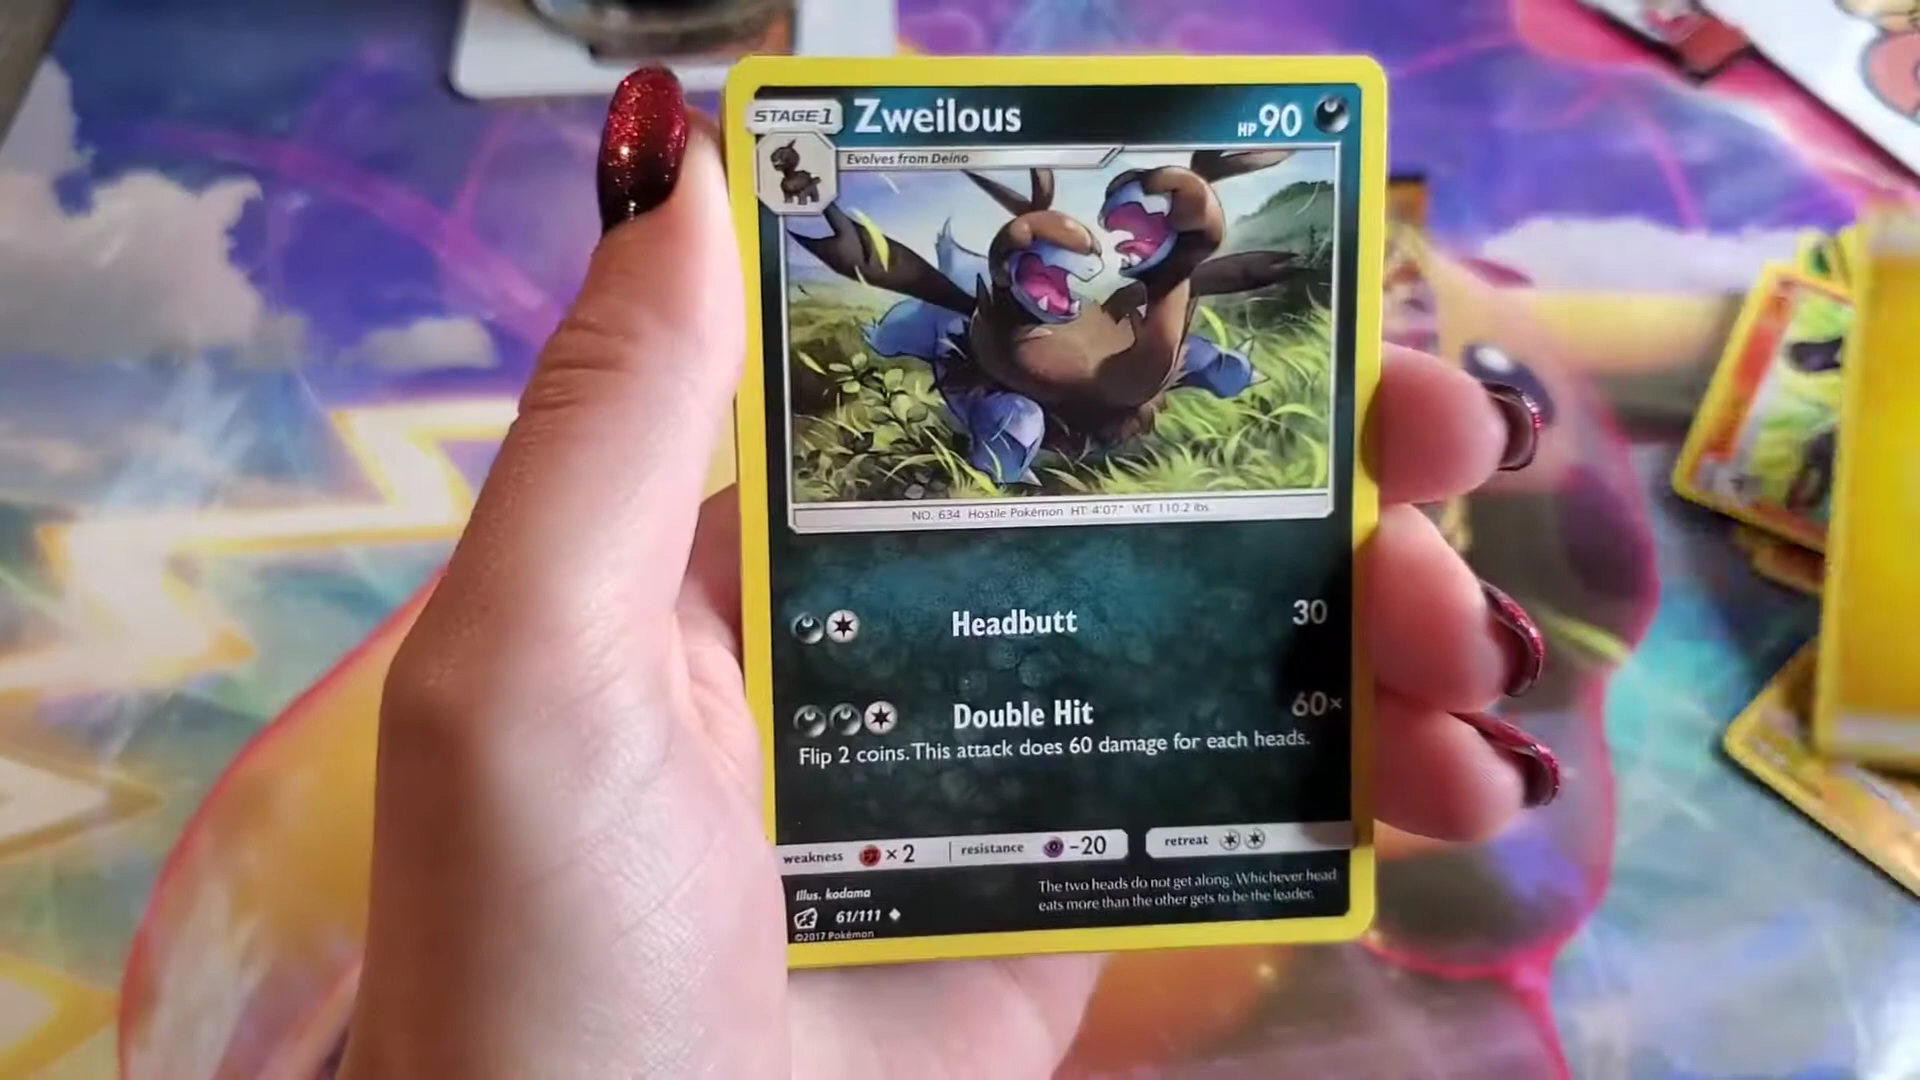 STAGE1 Zweilous HP 90
Evolves from Deino
NO. 634 Hostile Pokémon HT: 4'07" WT: 110.2 lbs.
Headbutt 30
Double Hit 60×
Flip 2 coins. This attack does 60 damage for each heads.
weakness × 2 resistance -20 retreat
Illus. kodama
61/111
©2017 Pokémon
The two heads do not get along. Whichever head
eats more than the other gets to be the leader.